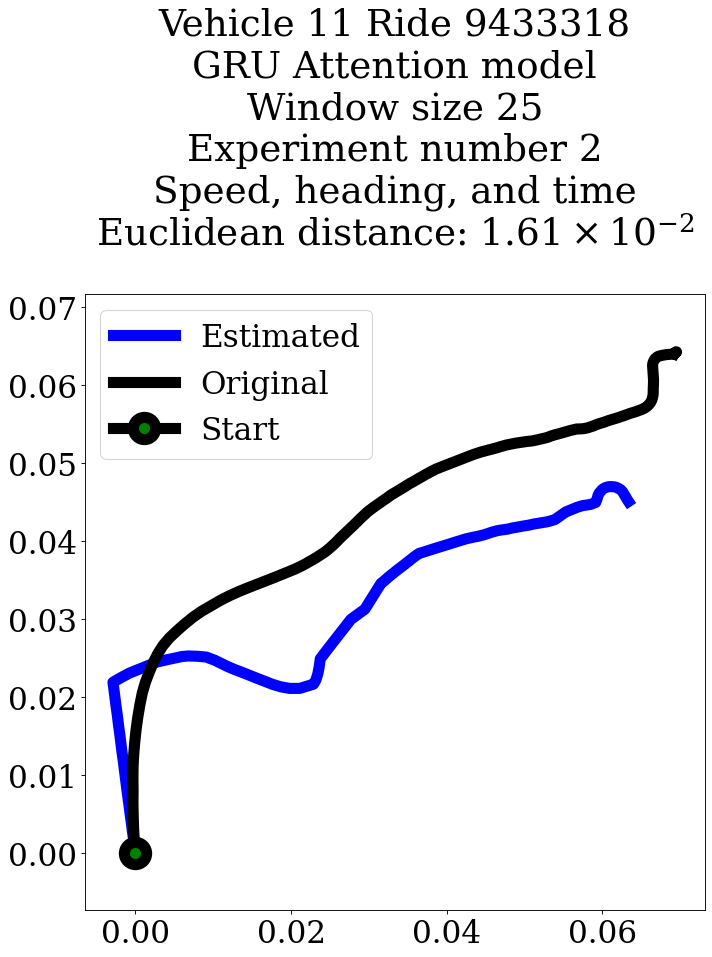 Vehicle 11 Ride 9433318
GRU Attention model
Window size 25
Experiment number 2
Speed, heading, and time
Euclidean distance: 1.61 × 10⁻²
0.07
0.06
0.05
0.04
0.03
0.02
0.01
0.00
Estimated
Original
Start
0.00 0.02 0.04 0.06